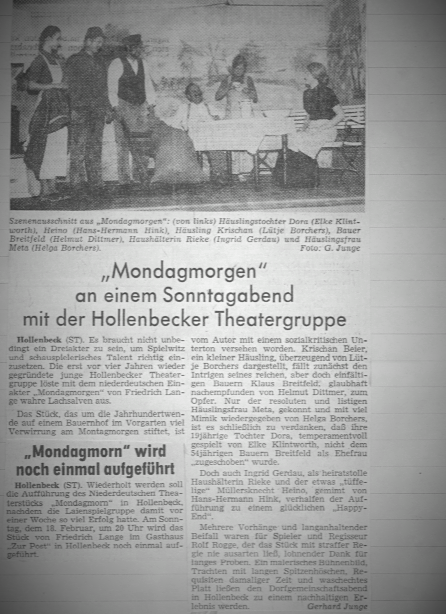 Szenenausschnitt aus „Mondagmorgen": (von links) Häuslingstochter Dora (Elke Klint-
worth), Heino (Hans-Hermann Hink), Häusling Krischan (Lütje Borchers), Bauer
Breitfeld (Helmut Dittmer), Haushälterin Rieke (Ingrid Gerdau) und Häuslingsfrau
Meta (Helga Borchers). Foto: G. Junge
„Mondagmorgen"
an einem Sonntagabend
mit der Hollenbecker Theatergruppe
Hollenbeck (ST). Es braucht nicht unbe-
dingt ein Dreiakter zu sein, um Spielwitz
und schauspielerisches Talent richtig ein-
zusetzen. Die erst vor vier Jahren wieder-
gegründete junge Hollenbecker Theater-
gruppe löste mit dem niederdeutschen Ein-
akter „Mondagmorgen" von Friedrich Lan-
ge wahre Lachsalven aus.
Das Stück, das um die Jahrhundertwen-
de auf einem Bauernhof im Vorgarten viel
Verwirrung am Montagmorgen stiftet, ist
„Mondagmorn" wird
noch einmal aufgeführt
Hollenbeck (ST). Wiederholt werden soll
die Aufführung des Niederdeutschen Thea-
terstücks „Mondagmorn" in Hollenbeck,
nachdem die Laienspielgruppe damit vor
einer Woche so viel Erfolg hatte. Am Sonn-
tag, dem 18. Februar, um 20 Uhr wird das
Stück von Friedrich Lange im Gasthaus
„Zur Post" in Hollenbeck noch einmal auf-
geführt.
vom Autor mit einem sozialkritischen Un-
terton versehen worden. Krischan Beier,
ein kleiner Häusling, überzeugend von Lüt-
je Borchers dargestellt, fällt zunächst den
Intrigen seines reichen, aber doch einfälti-
gen Bauern Klaus Breitfeld, glaubhaft
nachempfunden von Helmut Dittmer, zum
Opfer. Nur der resoluten und listigen
Häuslingsfrau Meta, gekonnt und mit viel
Mimik wiedergegeben von Helga Borchers,
ist es schließlich zu verdanken, daß ihre
19jährige Tochter Dora, temperamentvoll
gespielt von Elke Klintworth, nicht dem
54jährigen Bauern Breitfeld als Ehefrau
„zugeschoben" wurde.
Doch auch Ingrid Gerdau, als heiratstolle
Haushälterin Rieke und der etwas „tüffe-
lige" Müllersknecht Heino, gemimt von
Hans-Hermann Hink, verhalfen der Auf-
führung zu einem glücklichen „Happy-
End".
Mehrere Vorhänge und langanhaltender
Beifall waren für Spieler und Regisseur
Rolf Rogge, der das Stück mit straffer Re-
gie nie ausarten ließ, lohnender Dank für
langes Proben. Ein malerisches Bühnenbild,
Trachten mit langen Spitzenhöschen, Re-
quisiten damaliger Zeit und waschechtes
Platt ließen den Dorfgemeinschaftsabend
in Hollenbeck zu einem nachhaltigen Er-
lebnis werden. Gerhard Junge